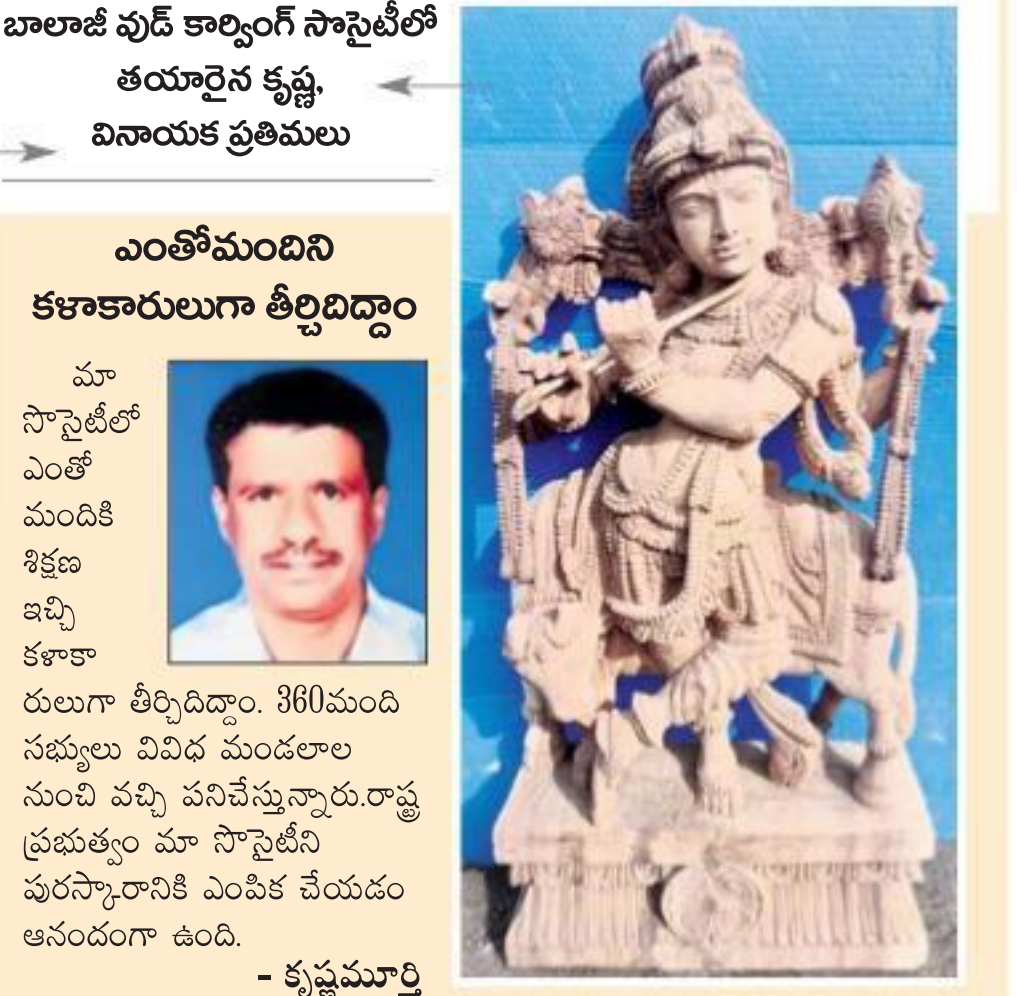 బాలాజీ వుడ్ కార్వింగ్ సొసైటీలో
తయారైన కృష్ణ,
వినాయక ప్రతిమలు
ఎంతోమందిని
కళాకారులుగా తీర్చిదిద్దాం
మా
సొసైటీలో
ఎంతో
మందికి
శిక్షణ
ఇచ్చి
కళాకా
రులుగా తీర్చిదిద్దాం. 360మంది
సభ్యులు వివిధ మండలాల
నుంచి వచ్చి పనిచేస్తున్నారు.రాష్ట్ర
ప్రభుత్వం మా సొసైటీని
పురస్కారానికి ఎంపిక చేయడం
ఆనందంగా ఉంది.
- కృష్ణమూర్తి